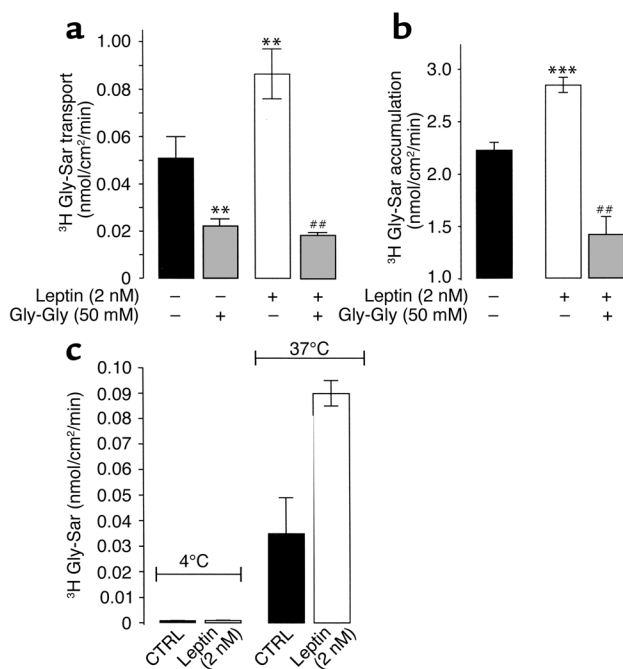 a
³H Gly-Sar transport
(nmol/cm²/min)
1.00
0.08
0.06
0.04
0.02
0
**
**
##
Leptin (2 nM) – – + +
Gly-Gly (50 mM) – + – +
b
³H Gly-Sar accumulation
(nmol/cm²/min)
3.0
2.5
2.0
1.5
1.0
***
##
Leptin (2 nM) – + +
Gly-Gly (50 mM) – – +
c
³H Gly-Sar (nmol/cm²/min)
0.10
0.09
0.08
0.07
0.06
0.05
0.04
0.03
0.02
0.01
0
4°C
37°C
CTRL
Leptin
(2 nM)
CTRL
Leptin
(2 nM)